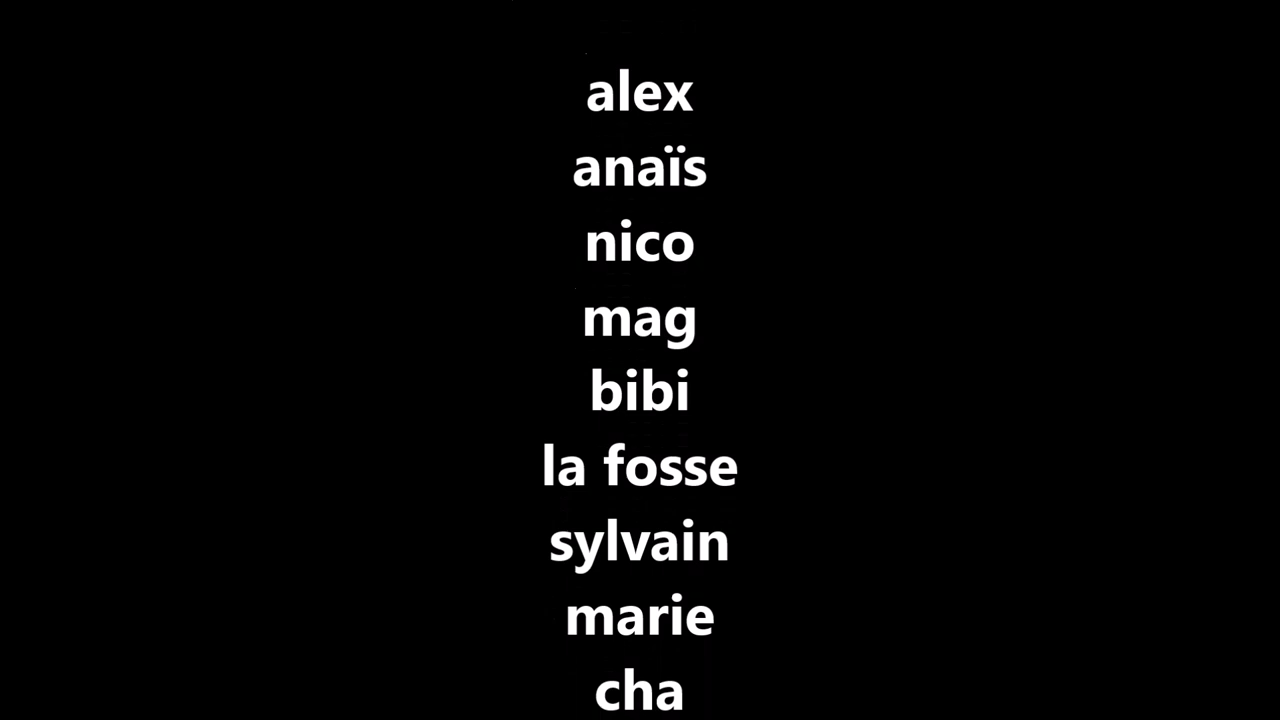 alex
anaïs
nico
mag
bibi
la fosse
sylvain
marie
cha